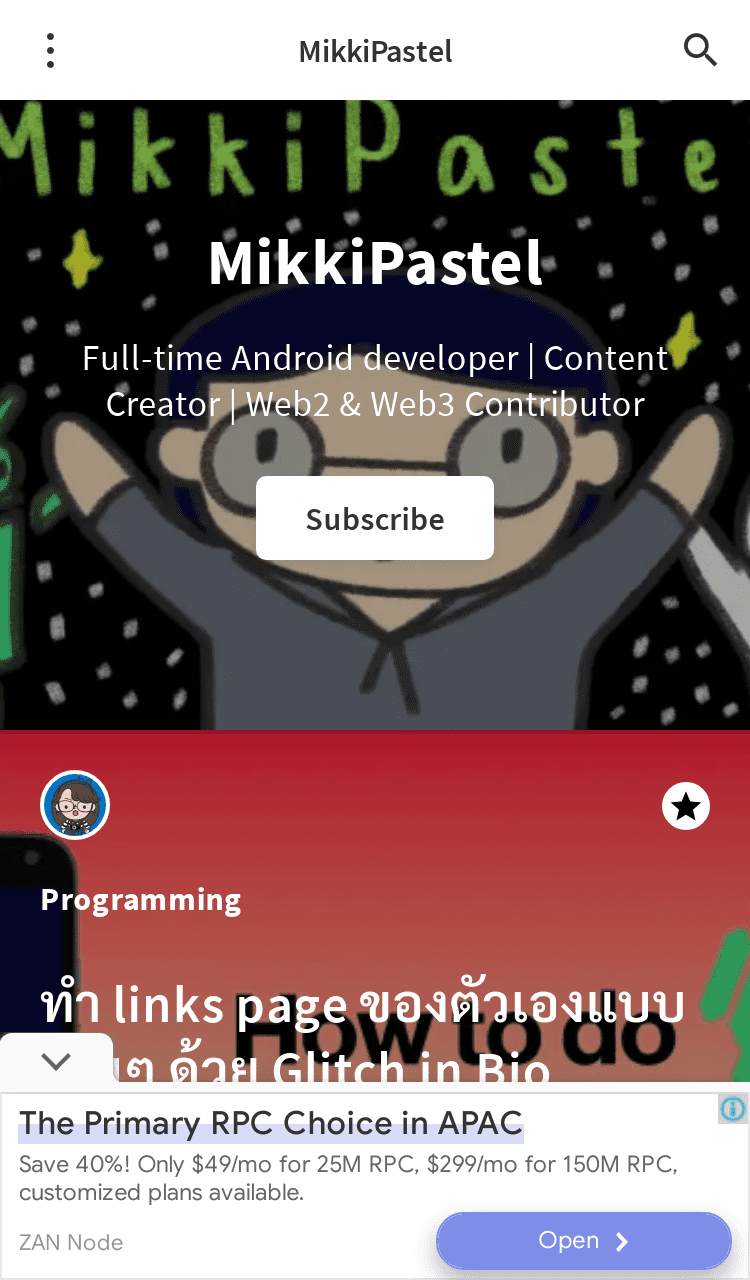 MikkiPastel
MikkiPaste
MikkiPastel
Full-time Android developer | Content
Creator | Web2 & Web3 Contributor
Subscribe
Programming
ทำ links page ของตัวเองแบบ
How to do
ๆ ด้วย Glitch in Bio
The Primary RPC Choice in APAC
Save 40%! Only $49/mo for 25M RPC, $299/mo for 150M RPC,
customized plans available.
ZAN Node
Open